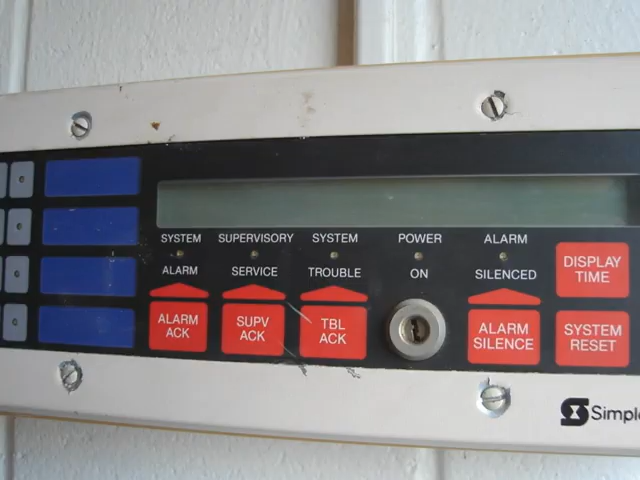 SYSTEM SUPERVISORY SYSTEM POWER ALARM
ALARM SERVICE TROUBLE ON SILENCED
DISPLAY
TIME
ALARM
ACK
SUPV
ACK
TBL
ACK
ALARM
SILENCE
SYSTEM
RESET
Simple